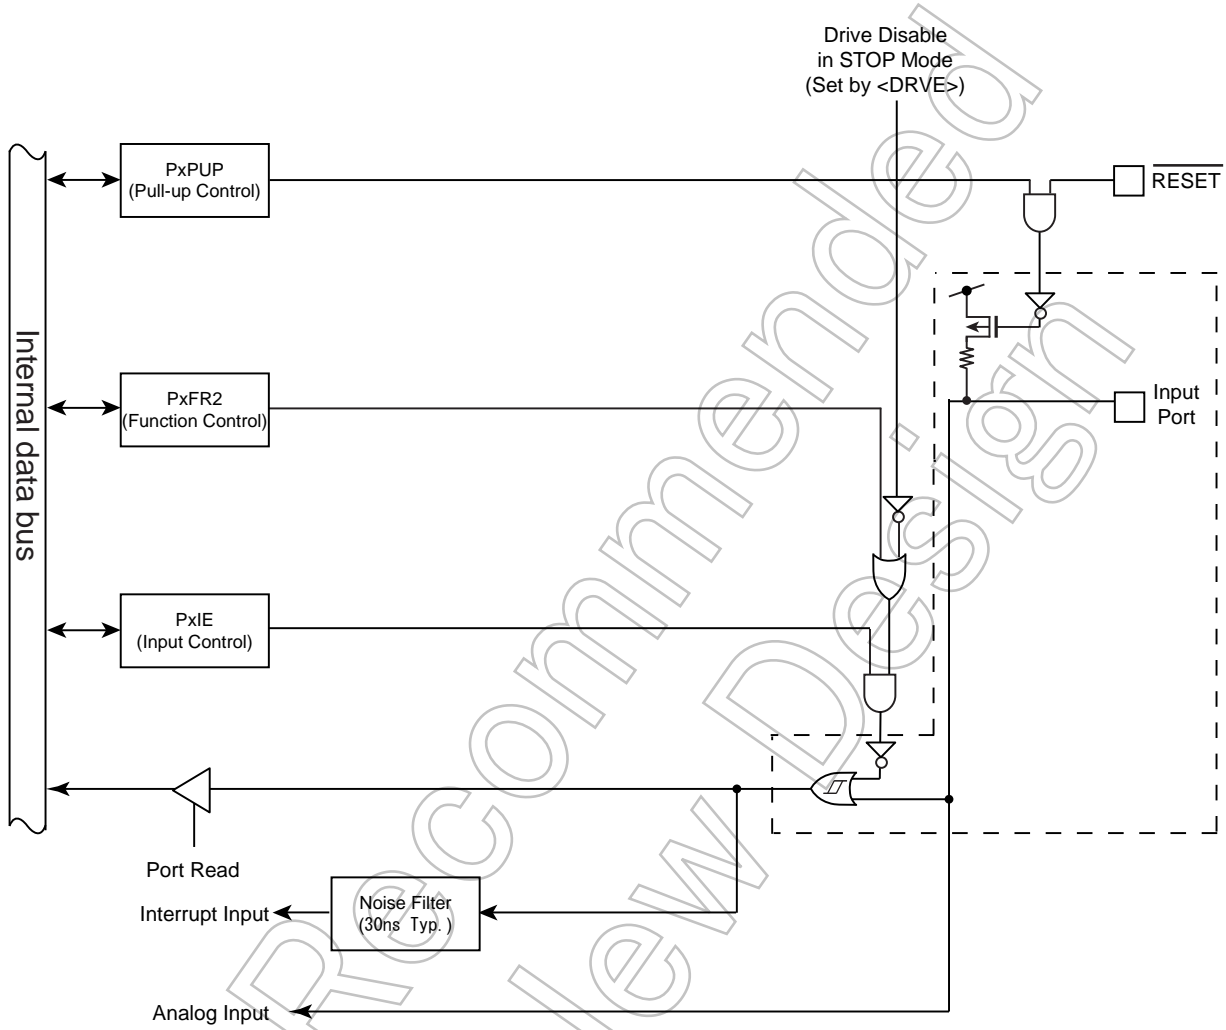 Drive Disable
in STOP Mode
(Set by <DRVE>)
PxPUP
(Pull-up Control)
RESET
Internal data bus
PxFR2
(Function Control)
Input
Port
PxIE
(Input Control)
Port Read
Interrupt Input
Noise Filter
(30ns Typ.)
Analog Input
Recommended
New Design